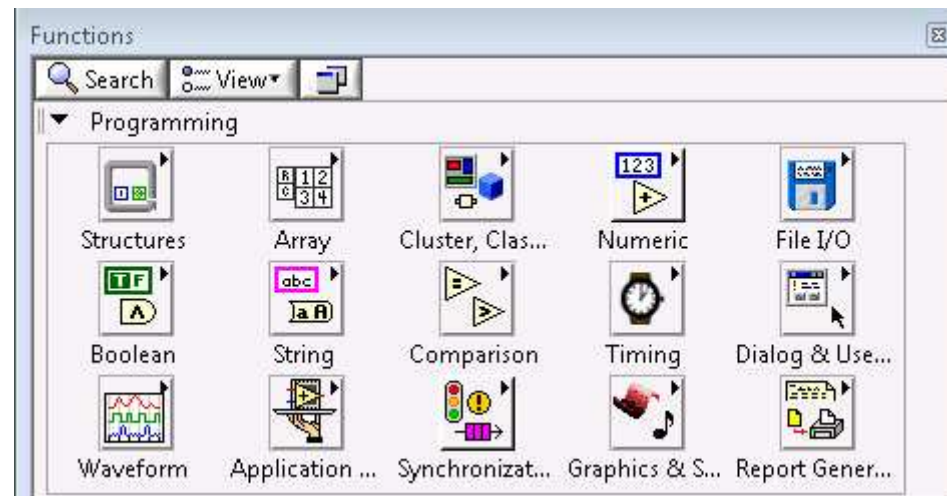 Functions
Search View
Programming
Structures Array Cluster, Clas... Numeric File I/O
Boolean String Comparison Timing Dialog & Use...
Waveform Application ... Synchronizat... Graphics & S... Report Gener...